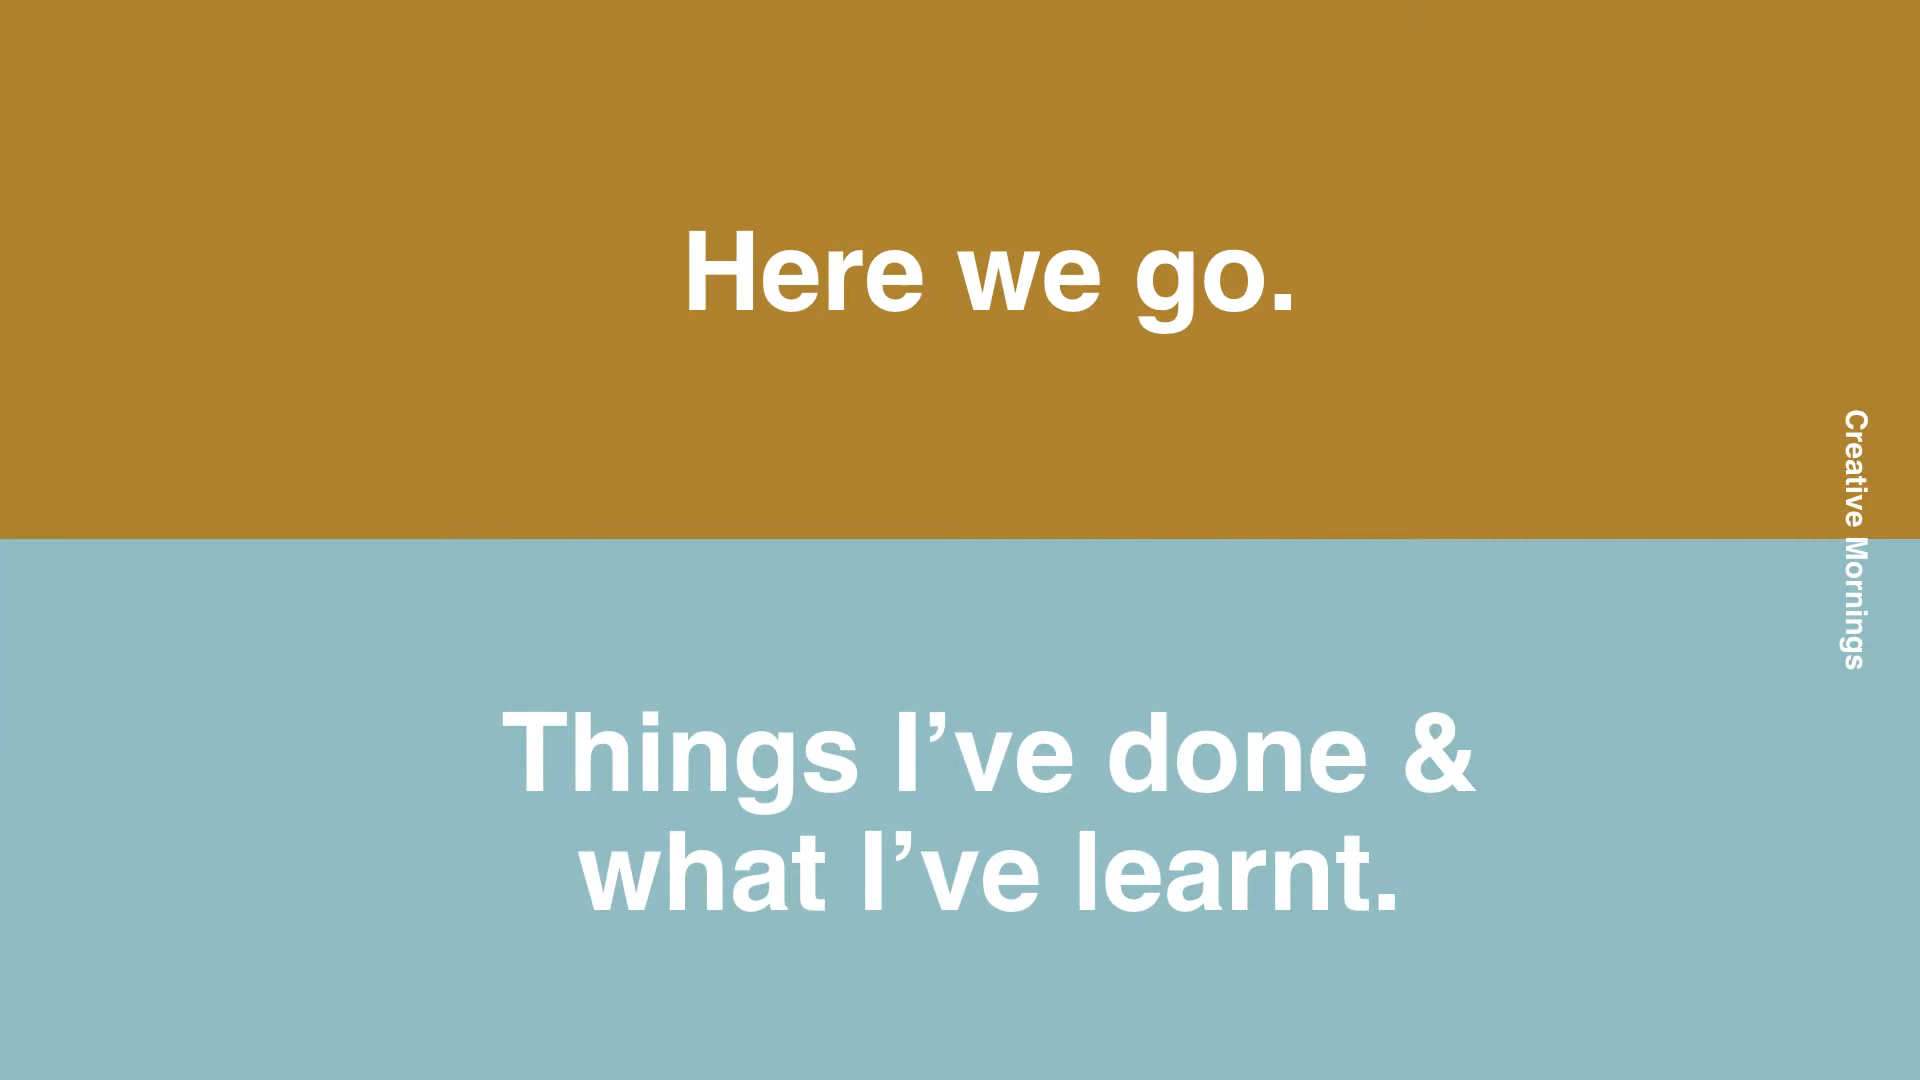 Here we go.
Creative Mornings
Things I’ve done &
what I’ve learnt.